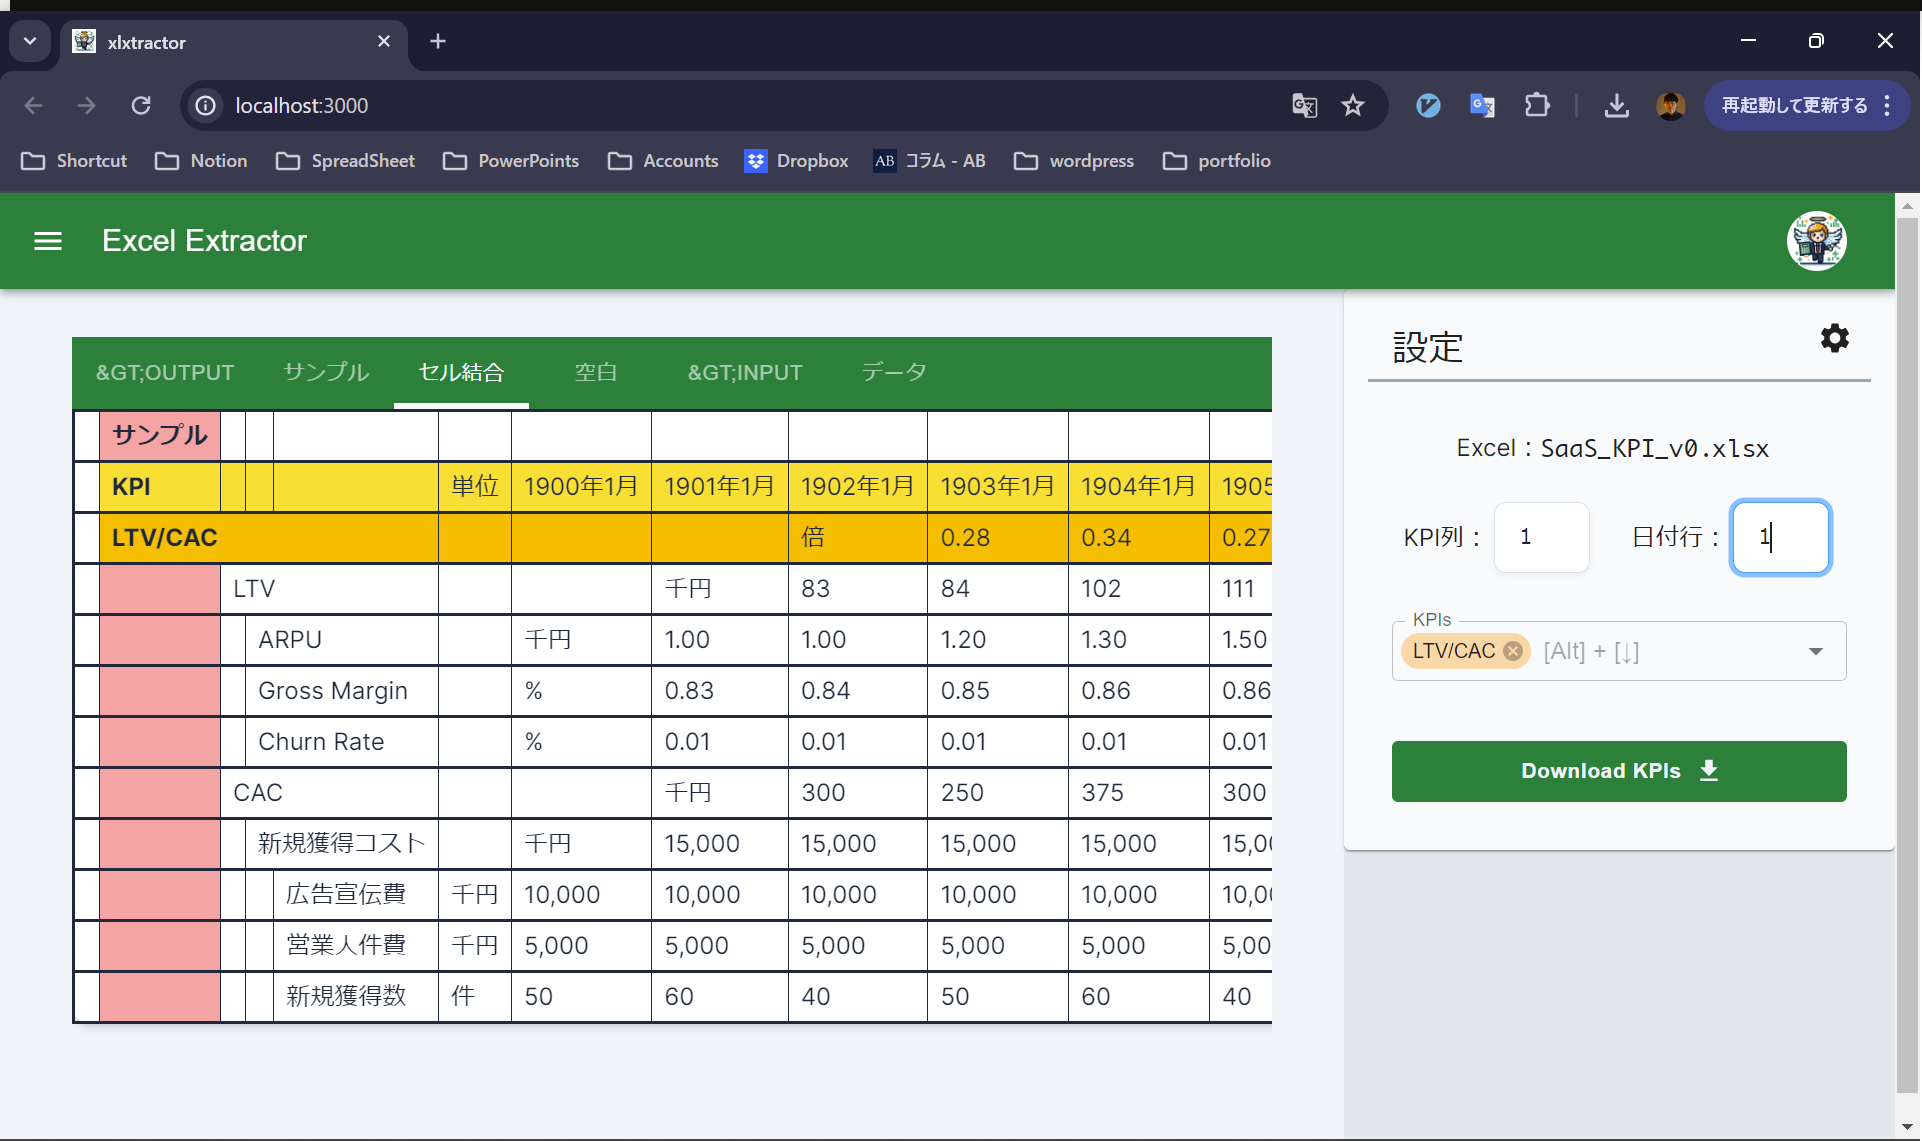 xlxtractor
localhost:3000
再起動して更新する
Shortcut Notion SpreadSheet PowerPoints Accounts Dropbox AB コラム - AB wordpress portfolio
Excel Extractor
&GT;OUTPUT サンプル セル結合 空白 &GT;INPUT データ
サンプル
KPI 単位 1900年1月 1901年1月 1902年1月 1903年1月 1904年1月 1905
LTV/CAC 倍 0.28 0.34 0.27
LTV 千円 83 84 102 111
ARPU 千円 1.00 1.00 1.20 1.30 1.50
Gross Margin % 0.83 0.84 0.85 0.86 0.86
Churn Rate % 0.01 0.01 0.01 0.01 0.01
CAC 千円 300 250 375 300
新規獲得コスト 千円 15,000 15,000 15,000 15,000 15,00
広告宣伝費 千円 10,000 10,000 10,000 10,000 10,000 10,00
営業人件費 千円 5,000 5,000 5,000 5,000 5,000 5,00
新規獲得数 件 50 60 40 50 60 40
設定
Excel：SaaS_KPI_v0.xlsx
KPI列： 1 日付行： 1
KPIs
LTV/CAC [Alt] + [↓]
Download KPIs